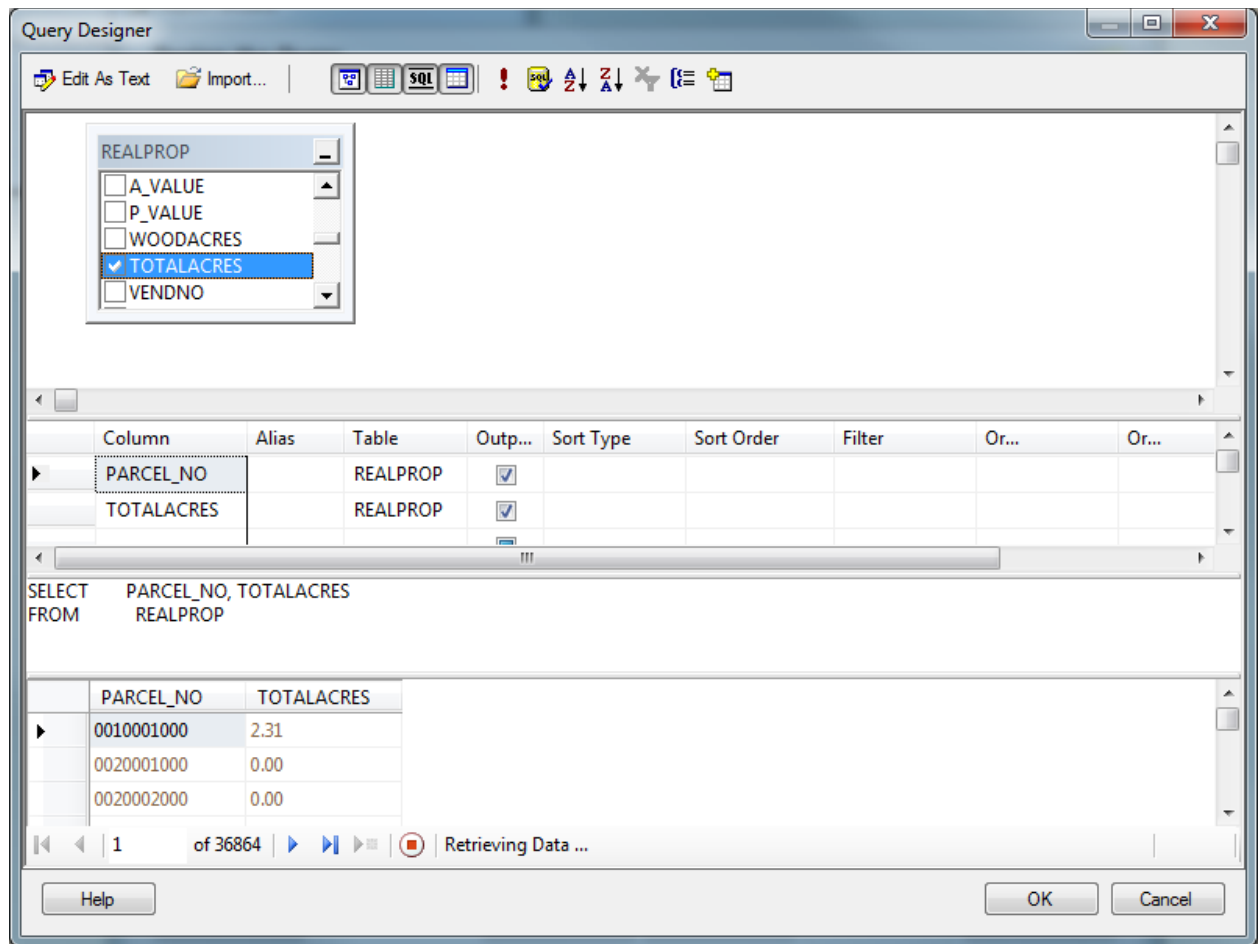 Query Designer
Edit As Text Import... SQL SQL A Z Z A
REALPROP
A_VALUE
P_VALUE
WOODACRES
TOTALACRES
VENDNO
Column Alias Table Outp... Sort Type Sort Order Filter Or... Or...
PARCEL_NO REALPROP
TOTALACRES REALPROP
SELECT PARCEL_NO, TOTALACRES
FROM REALPROP
PARCEL_NO TOTALACRES
0010001000 2.31
0020001000 0.00
0020002000 0.00
1 of 36864 Retrieving Data ...
Help OK Cancel